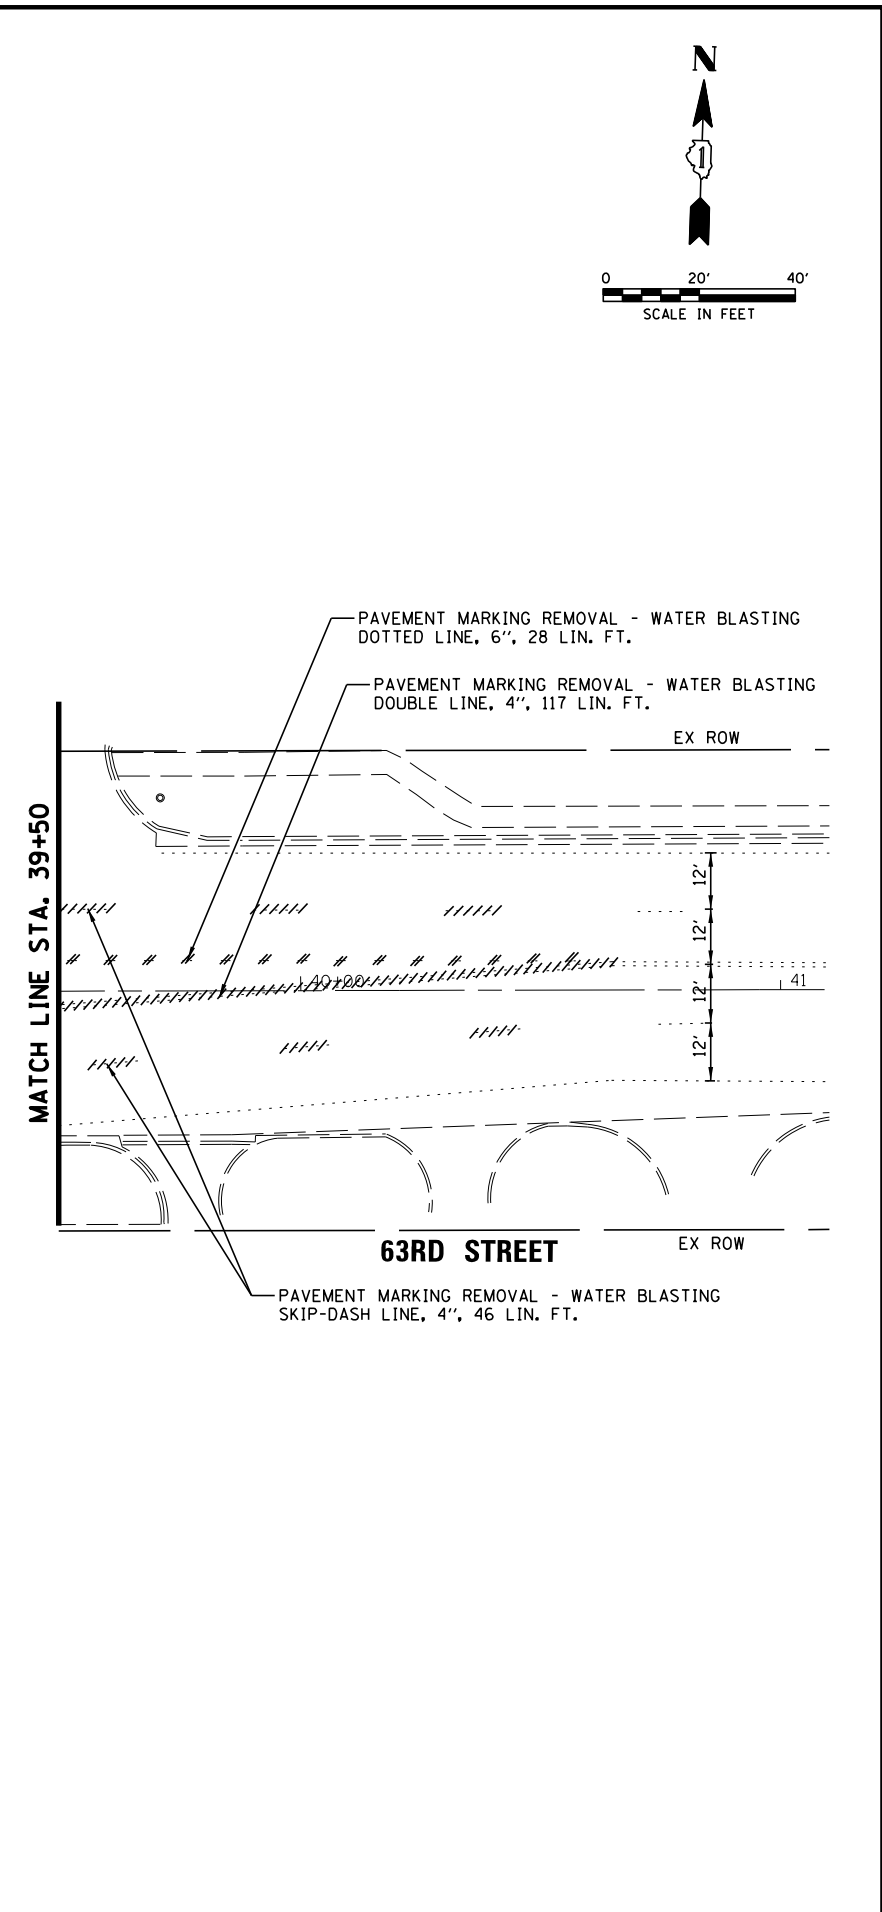 N
1
0 20' 40'
SCALE IN FEET
PAVEMENT MARKING REMOVAL - WATER BLASTING
DOTTED LINE, 6", 28 LIN. FT.
PAVEMENT MARKING REMOVAL - WATER BLASTING
DOUBLE LINE, 4", 117 LIN. FT.
EX ROW
MATCH LINE STA. 39+50
12'
12'
12'
12'
40+00
41
63RD STREET
EX ROW
PAVEMENT MARKING REMOVAL - WATER BLASTING
SKIP-DASH LINE, 4", 46 LIN. FT.